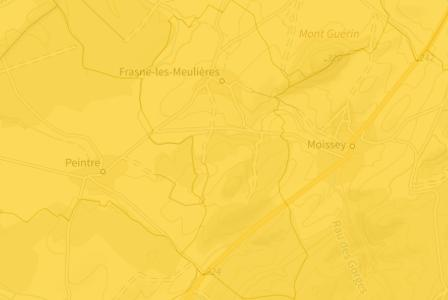 Mont Guérin
Frasne-les-Meulières
Moissey
Peintre
Rau des Gorges